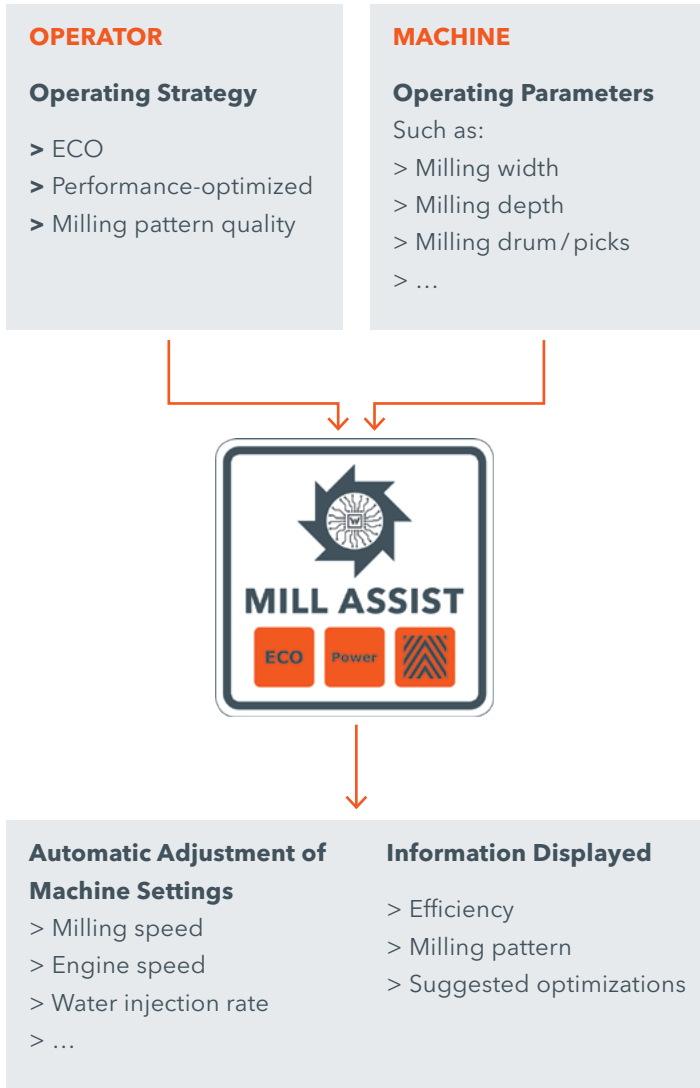 OPERATOR
Operating Strategy
> ECO
> Performance-optimized
> Milling pattern quality
MACHINE
Operating Parameters
Such as:
> Milling width
> Milling depth
> Milling drum / picks
> …
W
MILL ASSIST
ECO
Power
Automatic Adjustment of
Machine Settings
> Milling speed
> Engine speed
> Water injection rate
> …
Information Displayed
> Efficiency
> Milling pattern
> Suggested optimizations